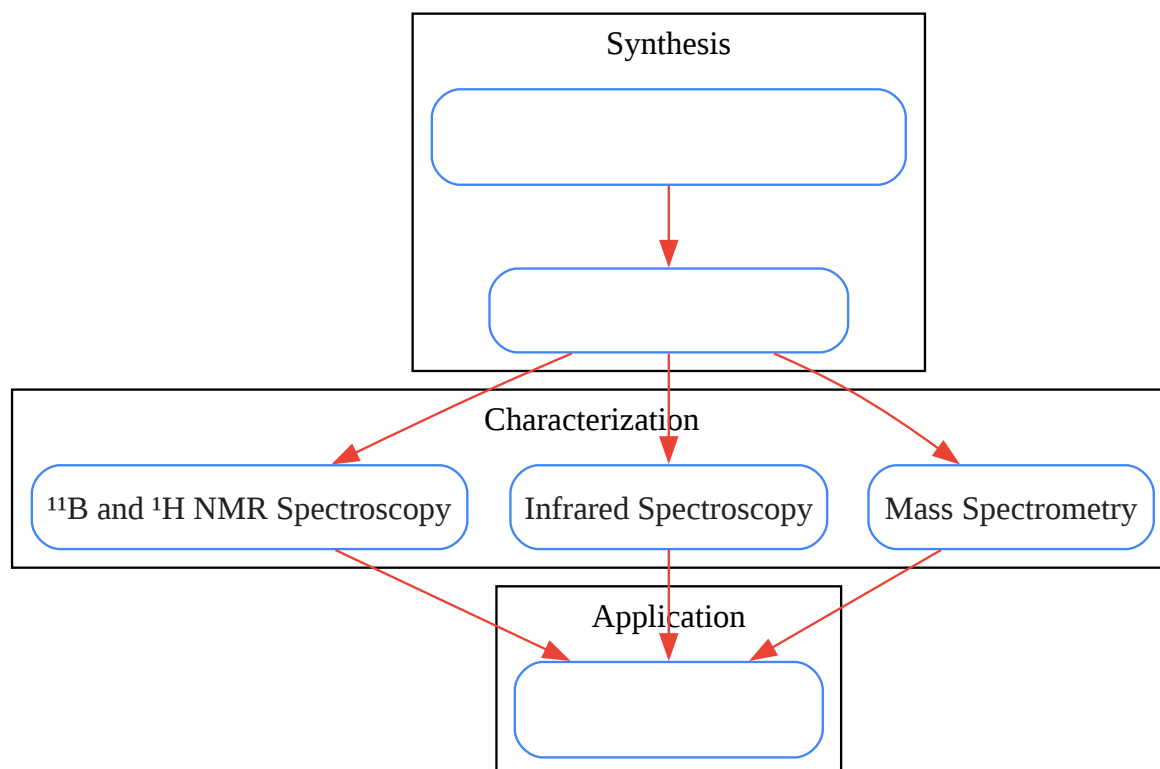 Synthesis
Characterization
¹¹B and ¹H NMR Spectroscopy
Infrared Spectroscopy
Mass Spectrometry
Application